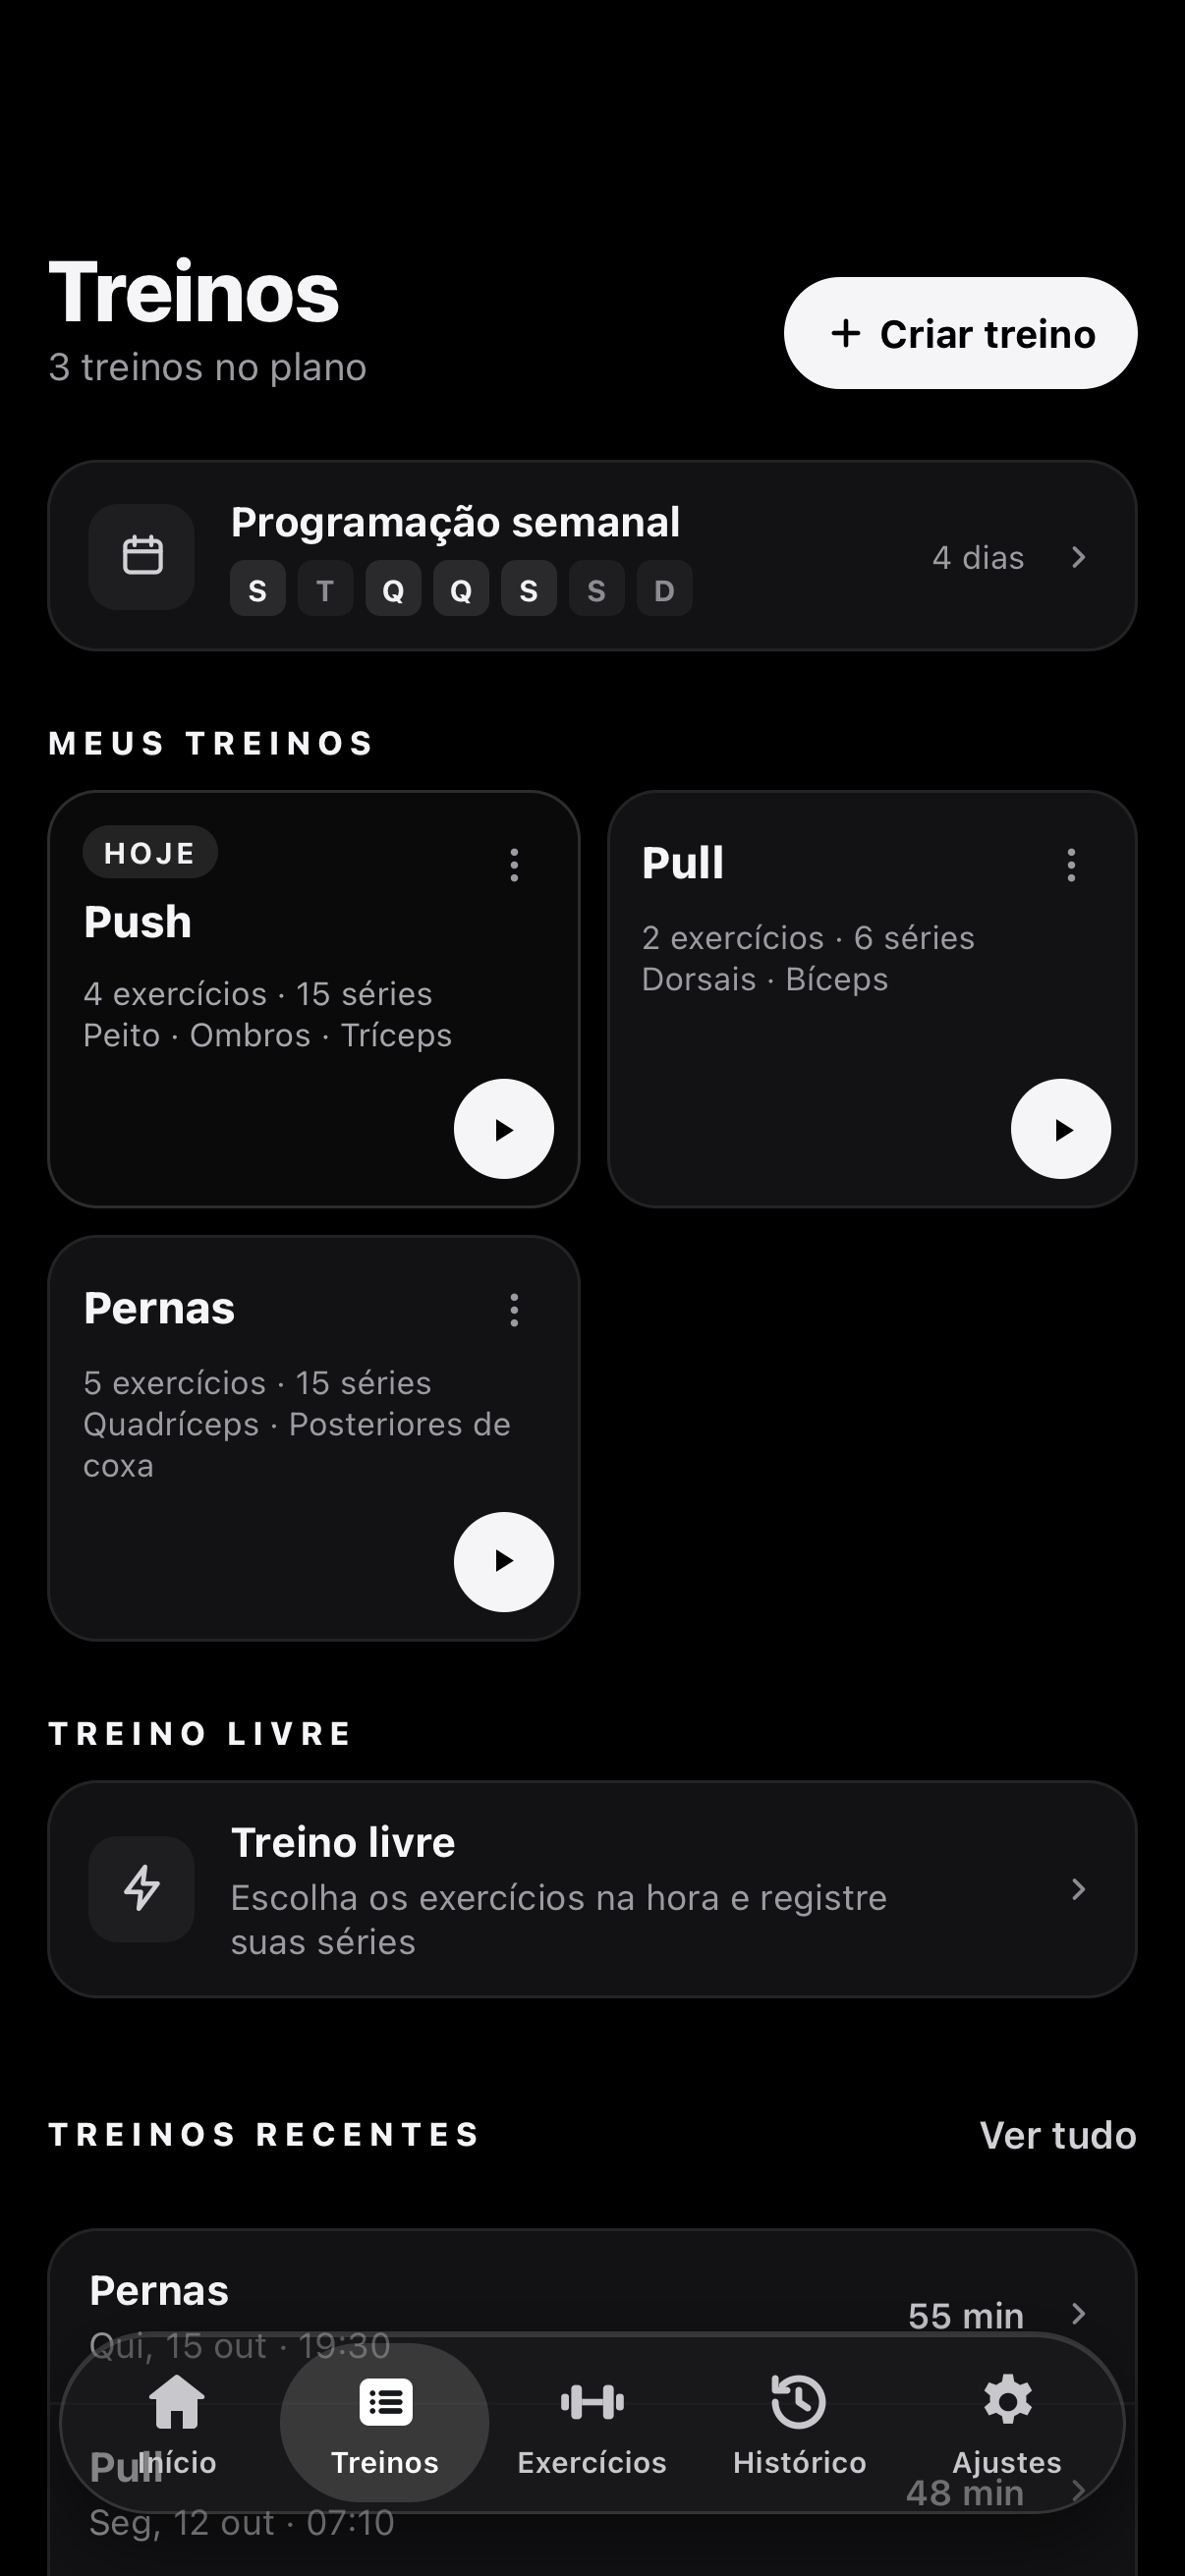 Treinos
3 treinos no plano
Criar treino
Programação semanal
S T Q Q S S D
4 dias
MEUS TREINOS
HOJE
Push
4 exercícios · 15 séries
Peito · Ombros · Tríceps
Pull
2 exercícios · 6 séries
Dorsais · Bíceps
Pernas
5 exercícios · 15 séries
Quadríceps · Posteriores de
coxa
TREINO LIVRE
Treino livre
Escolha os exercícios na hora e registre
suas séries
TREINOS RECENTES
Ver tudo
Pernas
Qui, 15 out · 19:30
55 min
Pull
Seg, 12 out · 07:10
48 min
Início
Treinos
Exercícios
Histórico
Ajustes